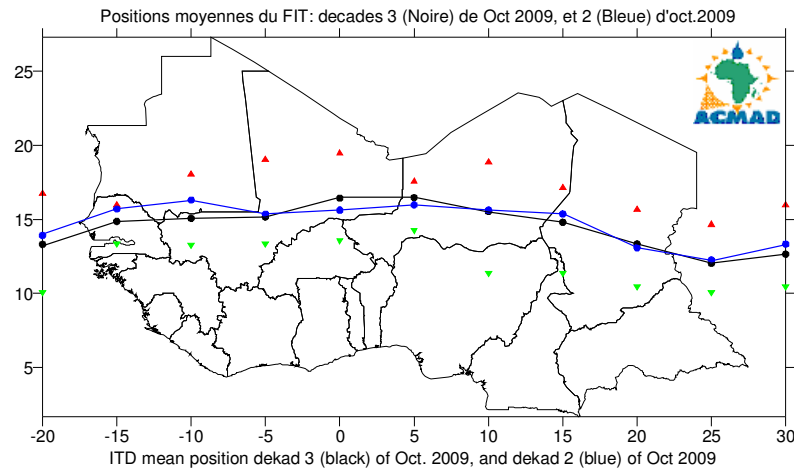 Positions moyennes du FIT: decades 3 (Noire) de Oct 2009, et 2 (Bleue) d'oct.2009
ACMAD
25
20
15
10
5
-20 -15 -10 -5 0 5 10 15 20 25 30
ITD mean position dekad 3 (black) of Oct. 2009, and dekad 2 (blue) of Oct 2009